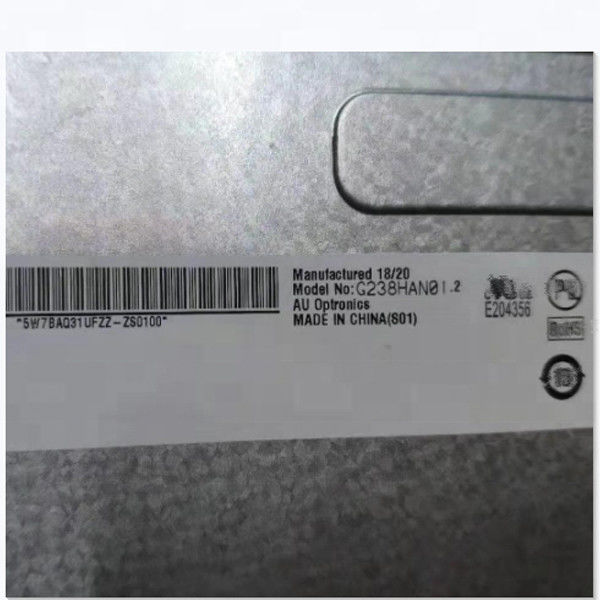 Manufactured 18/20
Model No:G238HAN01.2
AU Optronics
MADE IN CHINA(S01)
*5W7BAQ31UFZZ-ZS0100*
E204356
RoHS